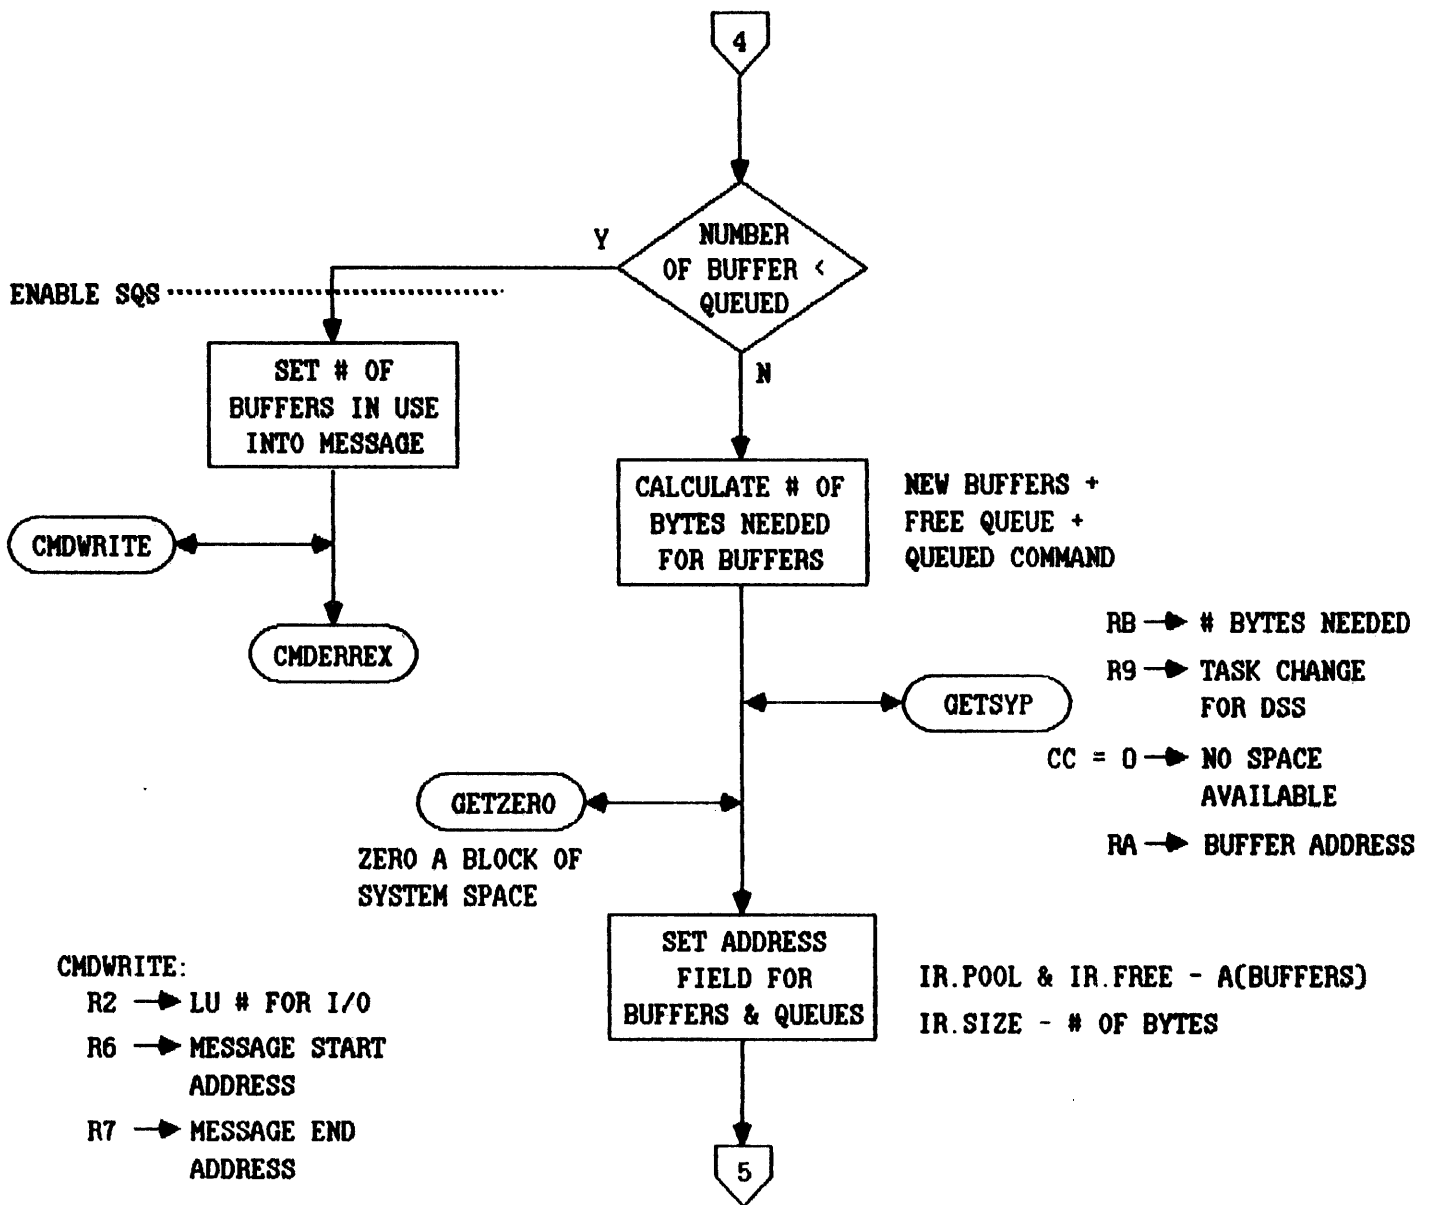 4
NUMBER
OF BUFFER <
QUEUED
Y
ENABLE SQS
N
SET # OF
BUFFERS IN USE
INTO MESSAGE
CALCULATE # OF
BYTES NEEDED
FOR BUFFERS
NEW BUFFERS +
FREE QUEUE +
QUEUED COMMAND
CMDWRITE
CMDERREX
RB → # BYTES NEEDED
R9 → TASK CHANGE
FOR DSS
GETSYP
CC = 0 → NO SPACE
AVAILABLE
RA → BUFFER ADDRESS
GETZERO
ZERO A BLOCK OF
SYSTEM SPACE
SET ADDRESS
FIELD FOR
BUFFERS & QUEUES
IR.POOL & IR.FREE - A(BUFFERS)
IR.SIZE - # OF BYTES
CMDWRITE:
R2 → LU # FOR I/O
R6 → MESSAGE START
ADDRESS
R7 → MESSAGE END
ADDRESS
5